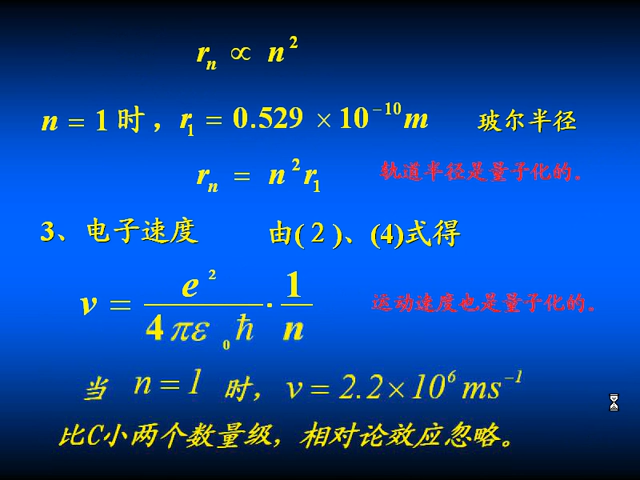 rₙ ∝ n²
n = 1 时，r₁ = 0.529 × 10⁻¹⁰ m 玻尔半径
rₙ = n² r₁ 轨道半径是量子化的.
3、电子速度 由(２)、(4)式得
v = e² / 4πε₀ħ · 1/n 运动速度也是量子化的.
当 n = 1 时，v = 2.2×10⁶ ms⁻¹
比C小两个数量级，相对论效应忽略。